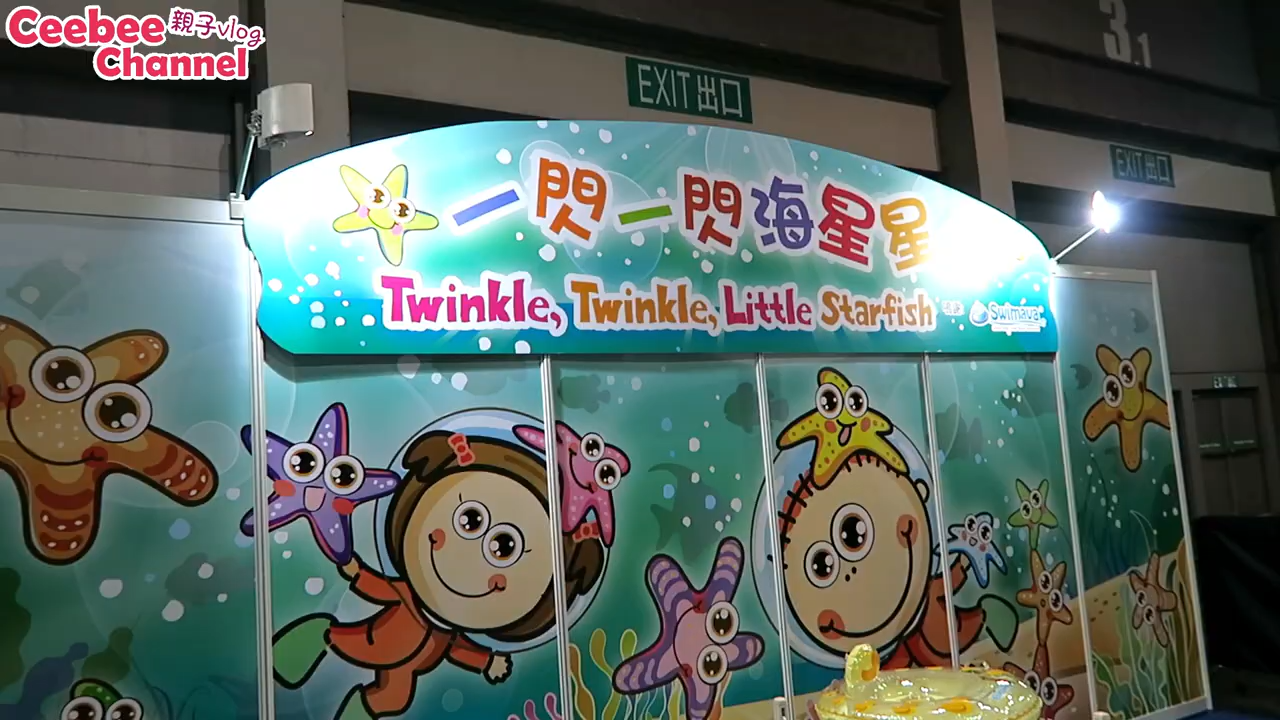 Ceebee 親子vlog
Channel
3.1
EXIT 出口
EXIT 出口
一閃一閃海星星
Twinkle, Twinkle, Little Starfish
Swimava